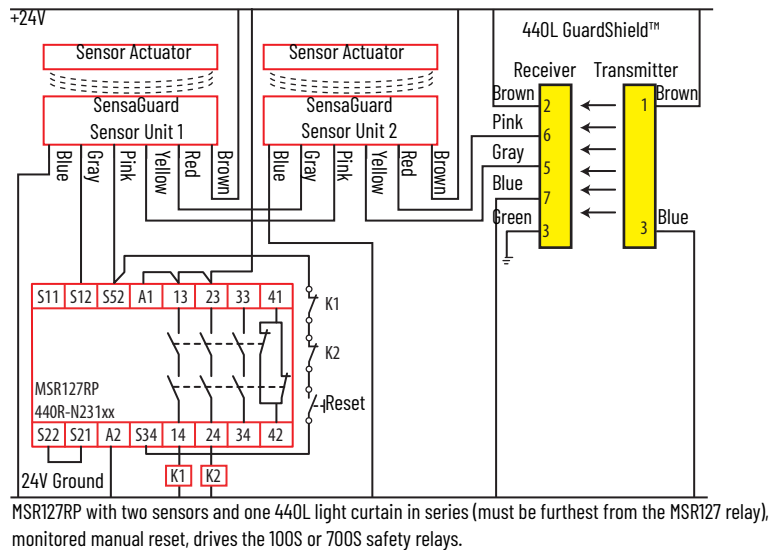 +24V
440L GuardShield™
Sensor Actuator
Sensor Actuator
Receiver
Transmitter
SensaGuard
Sensor Unit 1
SensaGuard
Sensor Unit 2
Brown
2
1
Brown
Pink
6
Gray
5
Blue
7
Green
3
3
Blue
Blue
Gray
Pink
Yellow
Red
Brown
Blue
Gray
Pink
Yellow
Red
Brown
S11 S12 S52 A1 13 23 33 41
K1
K2
Reset
MSR127RP
440R-N231xx
S22 S21 A2 S34 14 24 34 42
24V Ground
K1
K2
MSR127RP with two sensors and one 440L light curtain in series (must be furthest from the MSR127 relay),
monitored manual reset, drives the 100S or 700S safety relays.